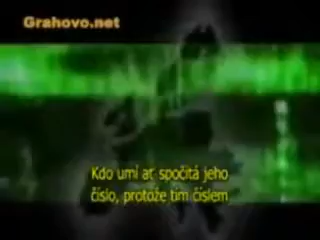 Grahovo.net
Kdo umí ať spočítá jeho
číslo, protože tím číslem